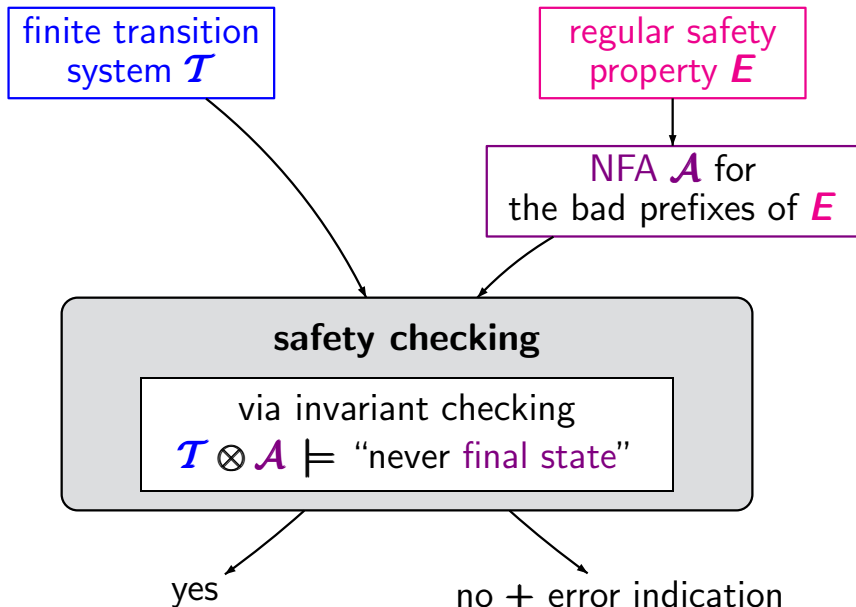 finite transition
system 𝓣
regular safety
property E
NFA 𝓐 for
the bad prefixes of E
safety checking
via invariant checking
𝓣 ⊗ 𝓐 ⊨ “never final state”
yes
no + error indication